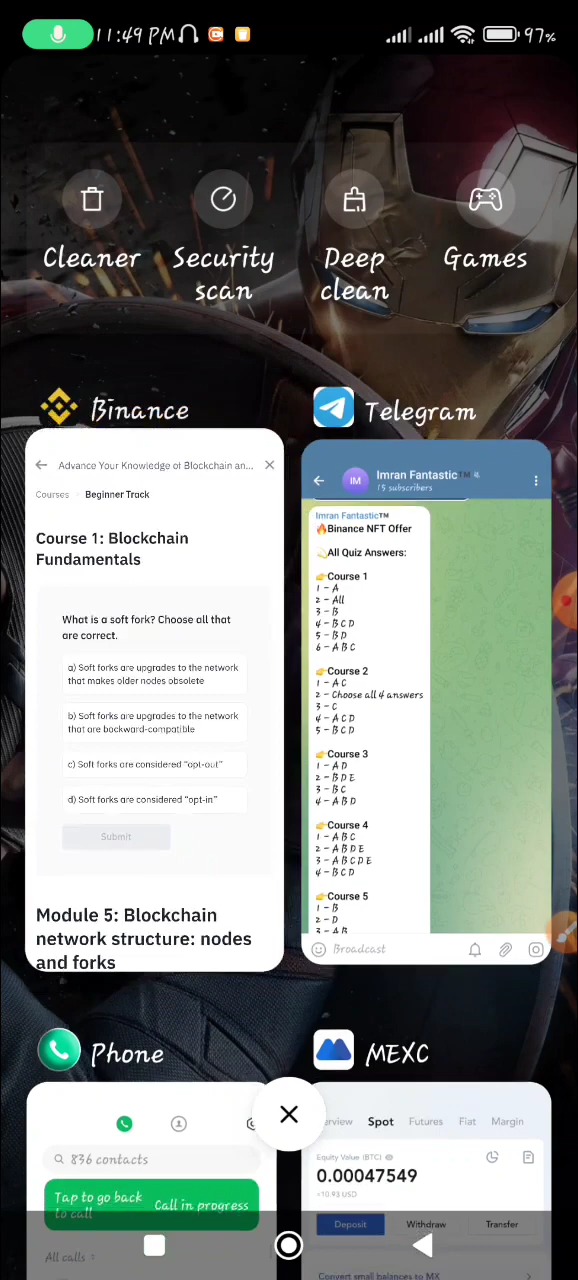 11:49 PM
97%
Cleaner
Security scan
Deep clean
Games
Binance
Advance Your Knowledge of Blockchain an...
Courses
Beginner Track
Course 1: Blockchain
Fundamentals
What is a soft fork? Choose all that
are correct.
a) Soft forks are upgrades to the network
that makes older nodes obsolete
b) Soft forks are upgrades to the network
that are backward-compatible
c) Soft forks are considered "opt-out"
d) Soft forks are considered "opt-in"
Submit
Module 5: Blockchain
network structure: nodes
and forks
Telegram
IM
Imran Fantastic™
13 subscribers
Imran Fantastic™
🔥Binance NFT Offer
💫All Quiz Answers:
👉Course 1
1 - A
2 - All
3 - B
4 - B C D
5 - B D
6 - A B C
👉Course 2
1 - A C
2 - Choose all 4 answers
3 - C
4 - A C D
5 - B C D
👉Course 3
1 - A D
2 - B D E
3 - B C
4 - A B D
👉Course 4
1 - A B C
2 - A B D E
3 - A B C D E
4 - B C D
👉Course 5
1 - B
2 - D
3 - A B
Broadcast
Phone
836 contacts
Tap to go back
to call
Call in progress
All calls
MEXC
Spot
Futures
Fiat
Margin
Equity Value (BTC)
0.00047549
≈10.93 USD
Deposit
Withdraw
Transfer
Convert small balances to MX